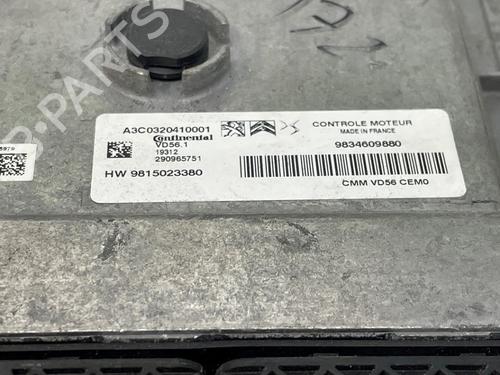 A3C0320410001
Continental
VD56.1
19312
290965751
HW 9815023380
CONTROLE MOTEUR
MADE IN FRANCE
9834609880
CMM VD56 CEM0
B-PARTS